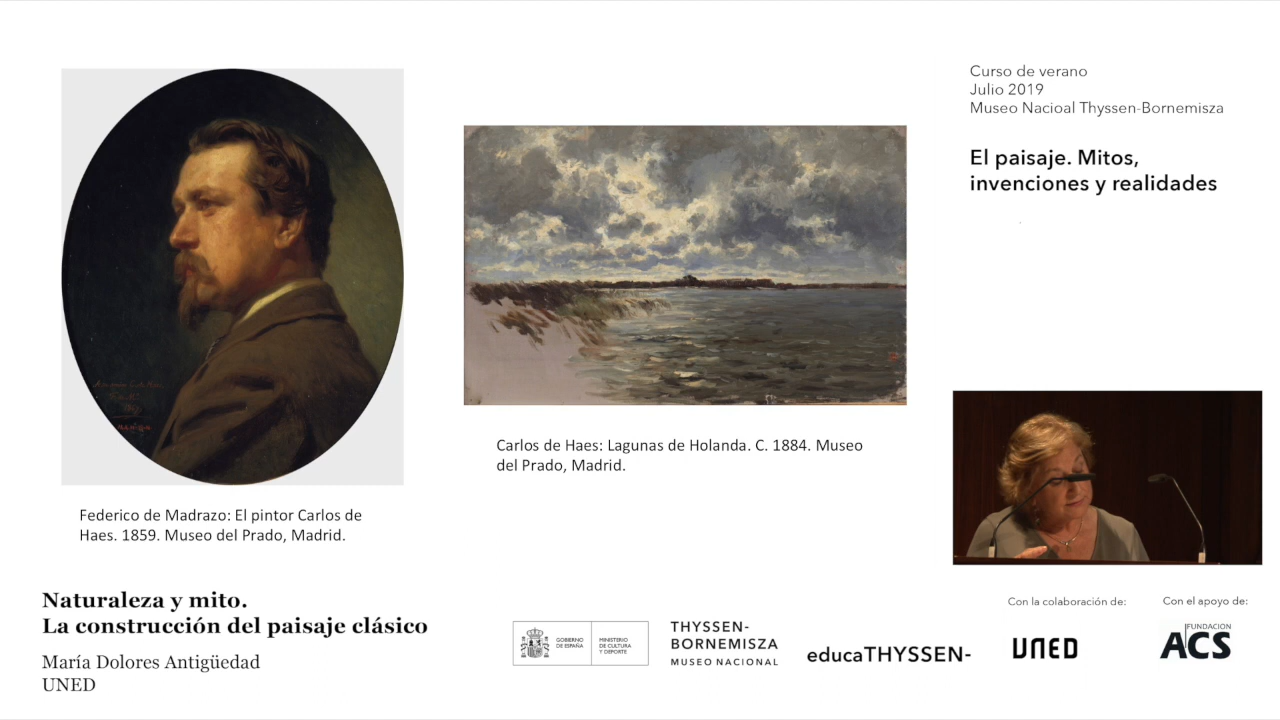 Curso de verano
Julio 2019
Museo Nacioal Thyssen-Bornemisza
El paisaje. Mitos,
invenciones y realidades
Carlos de Haes: Lagunas de Holanda. C. 1884. Museo
del Prado, Madrid.
Federico de Madrazo: El pintor Carlos de
Haes. 1859. Museo del Prado, Madrid.
Naturaleza y mito.
La construcción del paisaje clásico
María Dolores Antigüedad
UNED
GOBIERNO
DE ESPAÑA
MINISTERIO
DE CULTURA
Y DEPORTE
THYSSEN-
BORNEMISZA
MUSEO NACIONAL
educaTHYSSEN-
Con la colaboración de:
UNED
Con el apoyo de:
FUNDACIÓN
ACS